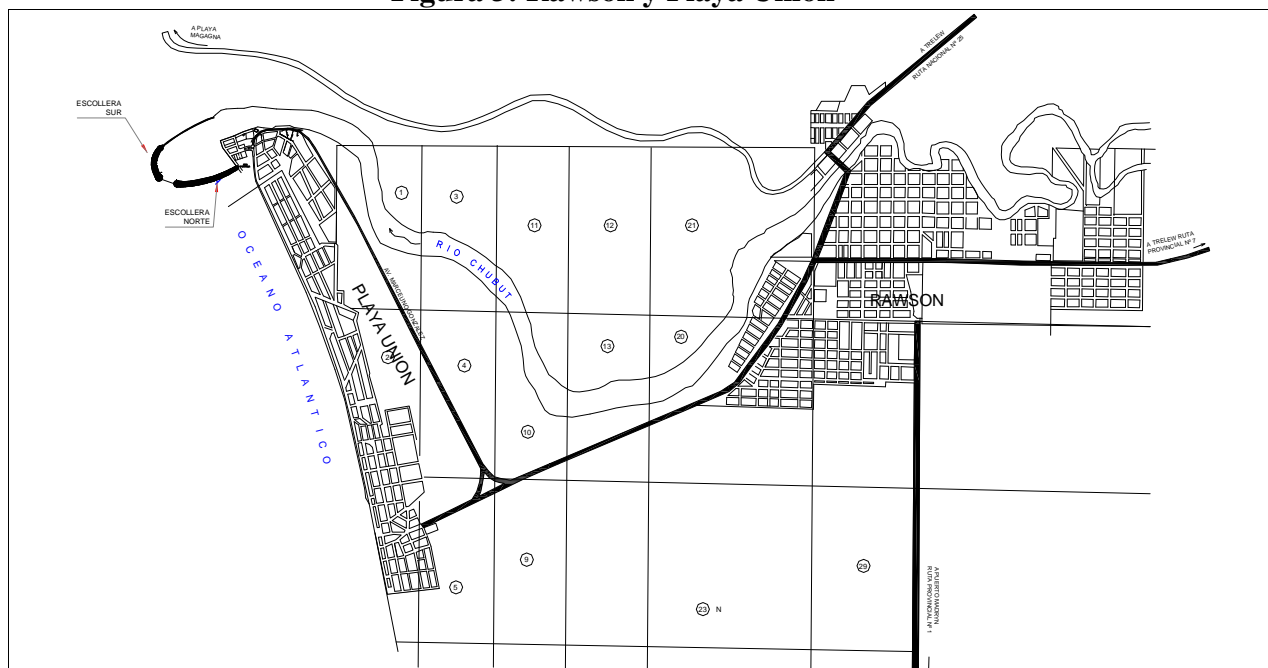 Figura 3: Rawson y Playa Unión
A PLAYA
MAGAGNA
A TRELEW
RUTA NACIONAL Nº 25
ESCOLLERA
SUR
ESCOLLERA
NORTE
1
3
11
12
21
RIO CHUBUT
OCEANO ATLANTICO
A TRELEW RUTA
PROVINCIAL Nº 7
RAWSON
PLAYA UNION
4
13
20
10
9
5
29
23 N
A PUERTO MADRYN
RUTA PROVINCIAL Nº 1